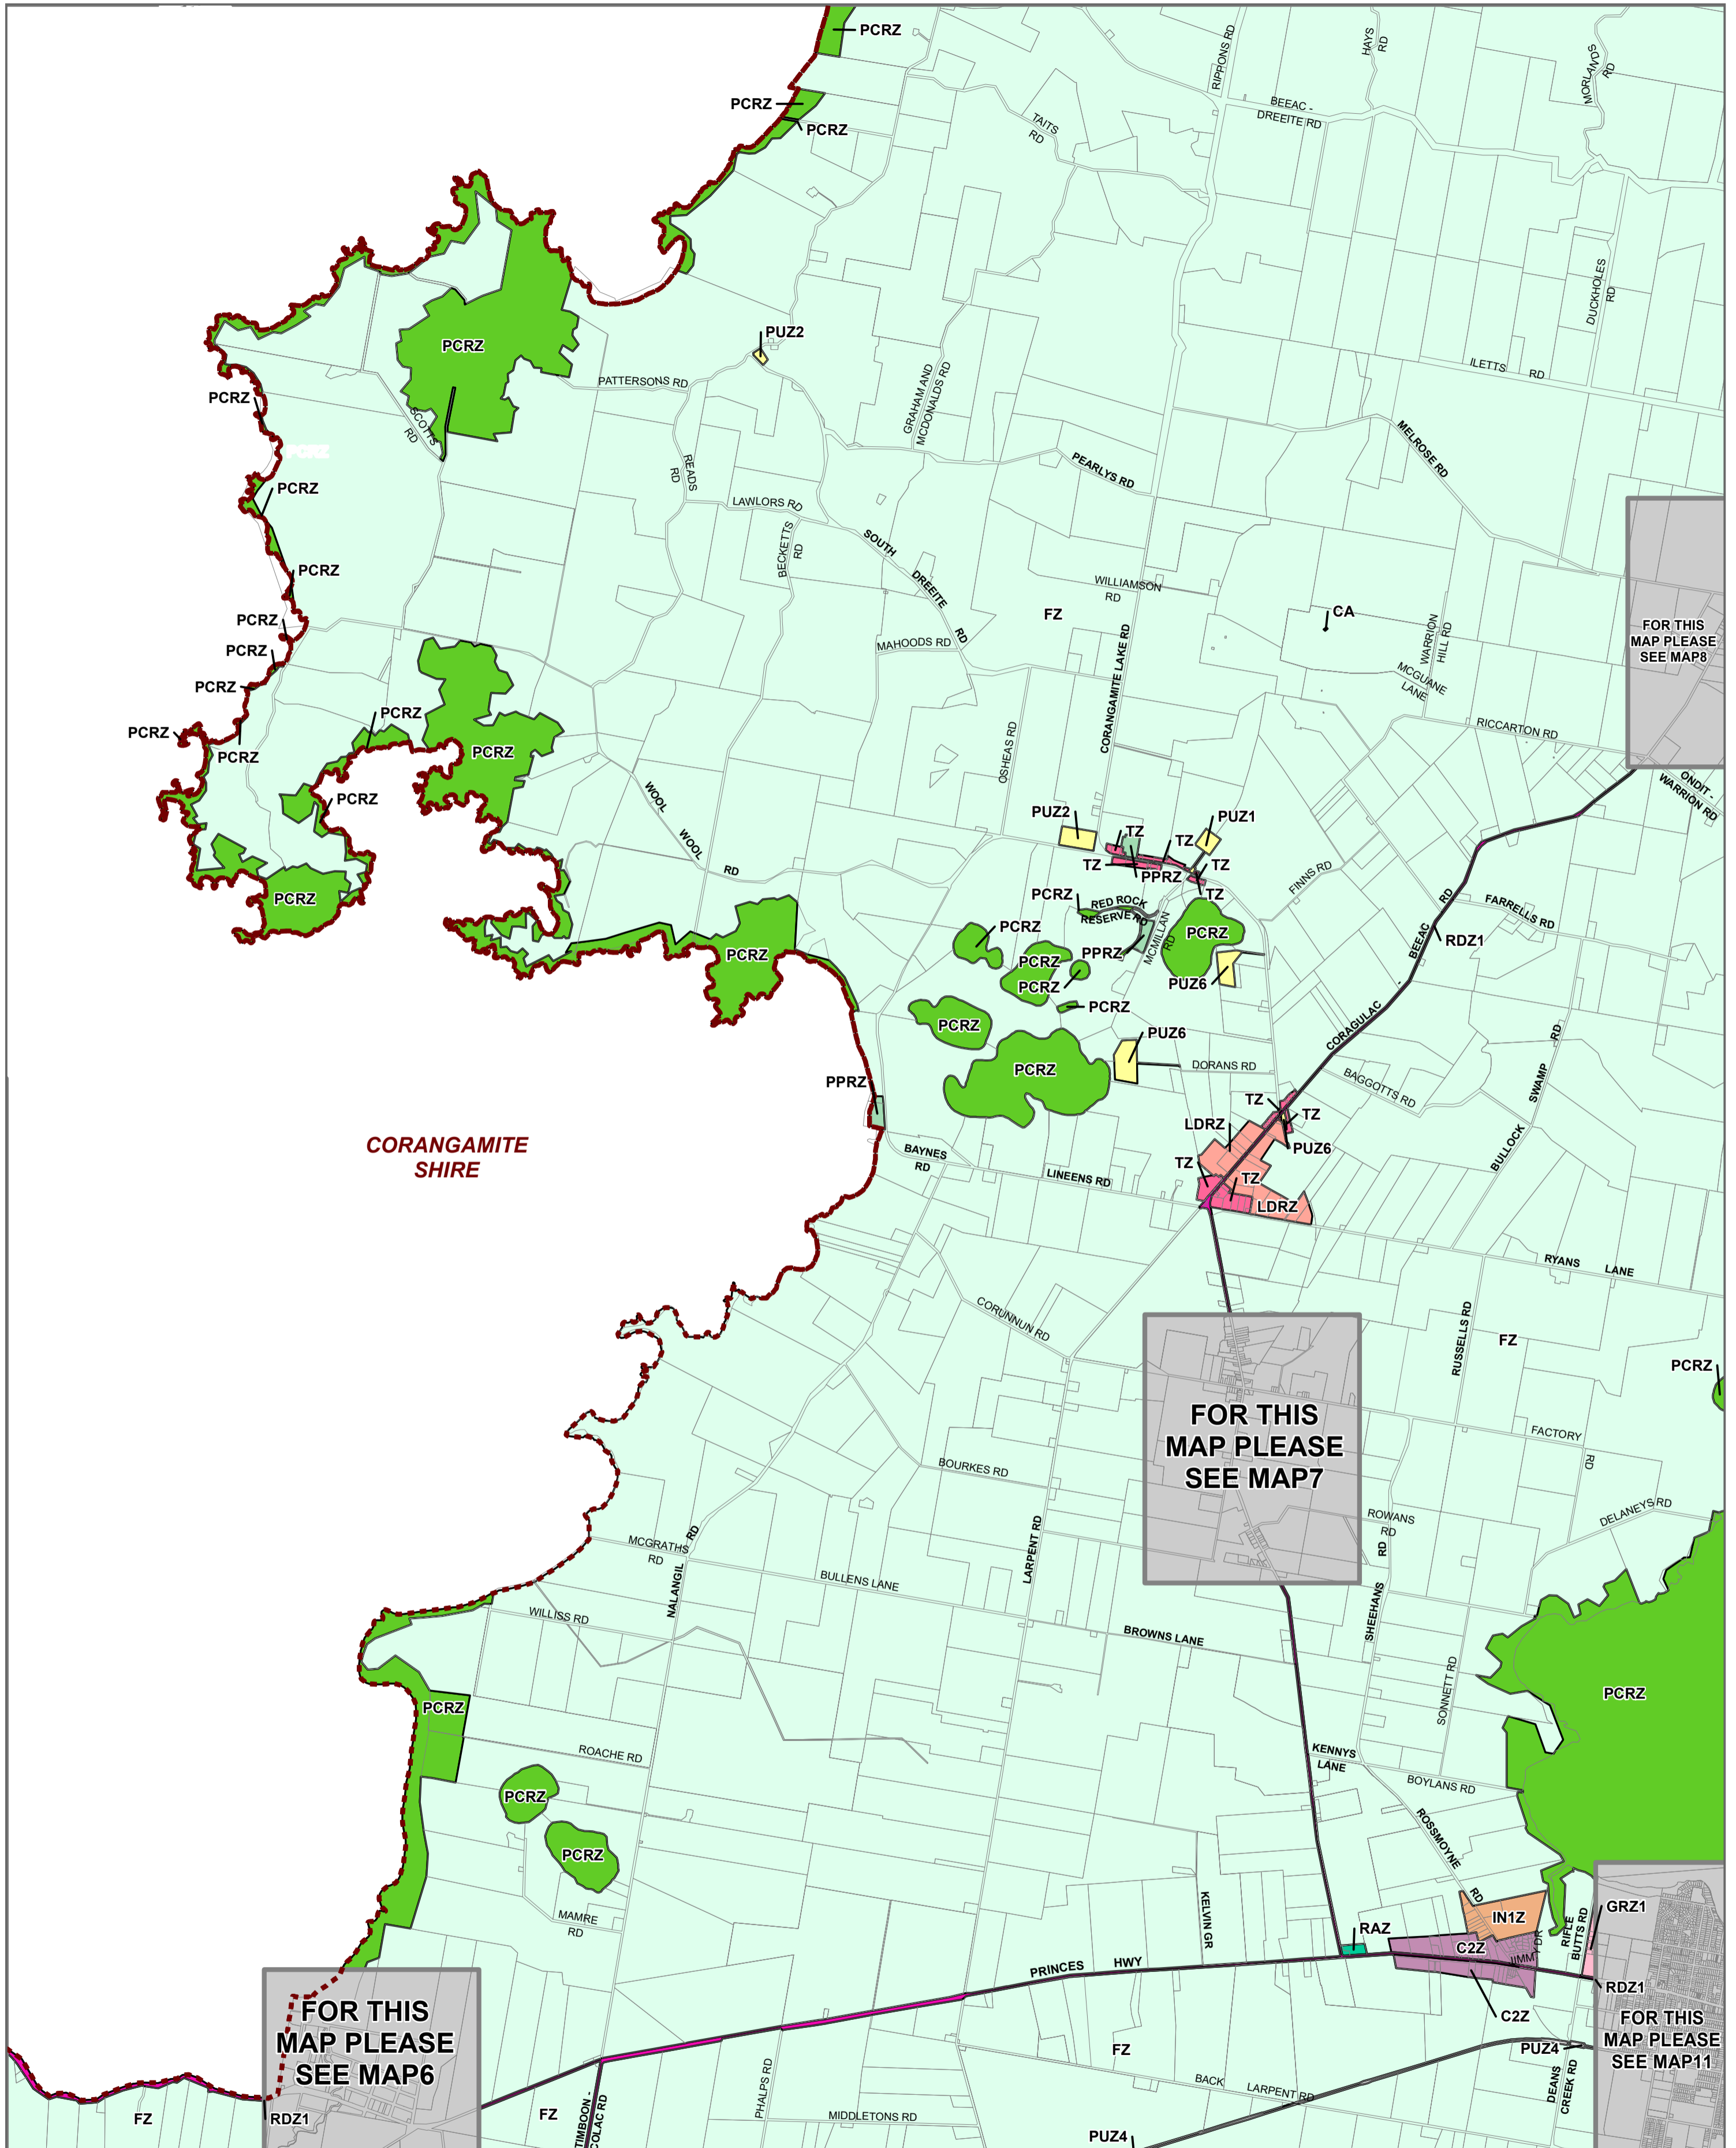 PCRZ
PCRZ
PCRZ
RIPPONS RD
HAYS
RD
MORLANDS
RD
BEEAC -
DREEITE RD
TAITS
RD
DUCKHOLES
RD
PUZ2
PCRZ
PATTERSONS RD
ILETTS
RD
GRAHAM AND
MCDONALDS RD
PCRZ
SCOTTS
RD
PCRZ
MELROSE RD
PEARLYS RD
READS
RD
PCRZ
LAWLORS RD
BECKETTS
RD
SOUTH
DREEITE
RD
PCRZ
WILLIAMSON
RD
FZ
CA
PCRZ
FOR THIS
MAP PLEASE
SEE MAP8
WARRION
HILL RD
MAHOODS RD
PCRZ
CORANGAMITE LAKE RD
MCGUANE
LANE
PCRZ
PCRZ
PCRZ
PCRZ
PCRZ
RICCARTON RD
OSHEAS RD
ONDIT -
WARRION RD
PCRZ
WOOL
WOOL
RD
PUZ2
TZ
TZ
PUZ1
TZ
PPRZ
TZ
TZ
FINNS RD
PCRZ
PCRZ
RED ROCK
RESERVE RD
BEEAC
RD
FARRELLS RD
PCRZ
PCRZ
RDZ1
MCMILLAN
RD
PPRZ
PCRZ
PCRZ
PCRZ
PUZ6
PCRZ
PCRZ
CORAGULAC
-
PUZ6
PCRZ
DORANS RD
BAGGOTTS RD
SWAMP
RD
PPRZ
TZ
TZ
LDRZ
PUZ6
BULLOCK
CORANGAMITE
SHIRE
BAYNES
RD
LINEENS RD
TZ
TZ
LDRZ
RYANS
LANE
CORUNNUN RD
RUSSELLS RD
FZ
PCRZ
FOR THIS
MAP PLEASE
SEE MAP7
FACTORY
RD
BOURKES RD
DELANEYS RD
ROWANS
RD
RD
MCGRATHS
RD
NALANGIL
RD
LARPENT RD
BULLENS LANE
SHEEHANS
WILLISS RD
BROWNS LANE
SONNETT RD
PCRZ
PCRZ
ROACHE RD
KENNYS
LANE
BOYLANS RD
PCRZ
ROSSMOYNE
RD
PCRZ
KELVIN GR
MAMRE
RD
GRZ1
IN1Z
RIFLE
BUTTS RD
RAZ
C2Z
JIMMY DR
PRINCES
HWY
RDZ1
C2Z
FOR THIS
MAP PLEASE
SEE MAP6
FOR THIS
MAP PLEASE
SEE MAP11
PUZ4
FZ
BACK
LARPENT RD
DEANS
CREEK RD
PHALPS RD
TIMBOON -
COLAC RD
FZ
RDZ1
FZ
MIDDLETONS RD
PUZ4